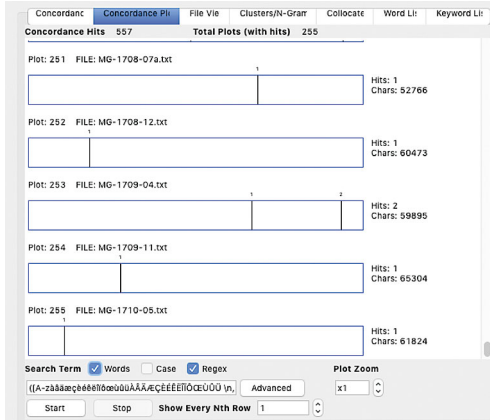 Concordanc Concordance Pl File Vie Clusters/N-Gram Collocate Word Lis Keyword Lis
Concordance Hits 557 Total Plots (with hits) 255
Plot: 251 FILE: MG-1708-07a.txt
1
Hits: 1
Chars: 52766
Plot: 252 FILE: MG-1708-12.txt
1
Hits: 1
Chars: 60473
Plot: 253 FILE: MG-1709-04.txt
1 2
Hits: 2
Chars: 59895
Plot: 254 FILE: MG-1709-11.txt
1
Hits: 1
Chars: 65304
Plot: 255 FILE: MG-1710-05.txt
1
Hits: 1
Chars: 61824
Search Term Words Case Regex Plot Zoom
([A-zàâäæçèéêëîïôœùûüÀÂÄÆÇÈÉÊËÎÏÔŒÙÛÜ \n, Advanced x1
Start Stop Show Every Nth Row 1